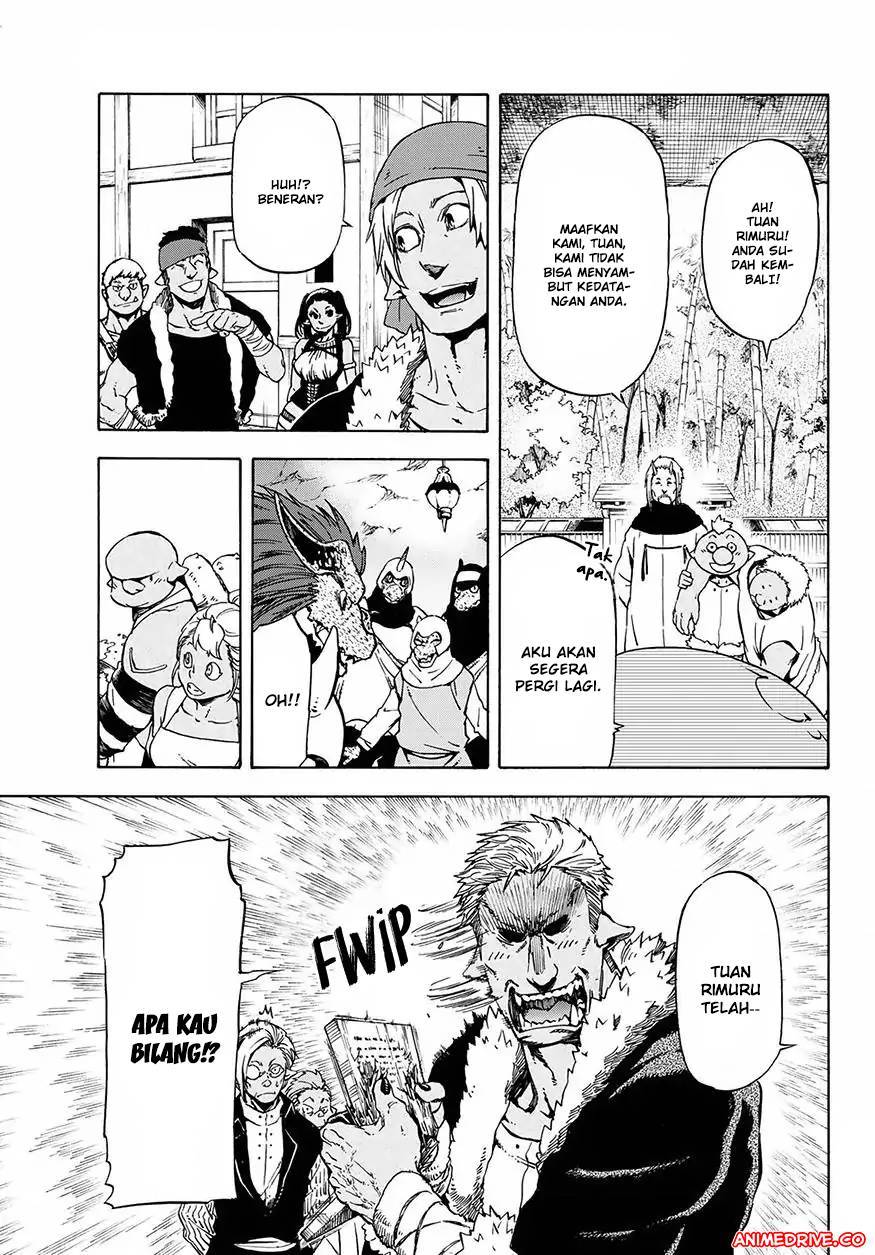 AH!
TUAN
RIMURU!
ANDA SU-
DAH KEM-
BALI!
MAAFKAN
KAMI, TUAN,
KAMI TIDAK
BISA MENYAM-
BUT KEDATA-
NGAN ANDA.
Tak
apa.
AKU AKAN
SEGERA
PERGI LAGI.
HUH!?
BENERAN?
OH!!
TUAN
RIMURU
TELAH--
FWIP
APA KAU
BILANG!?
ANIMEDRIVE.CO